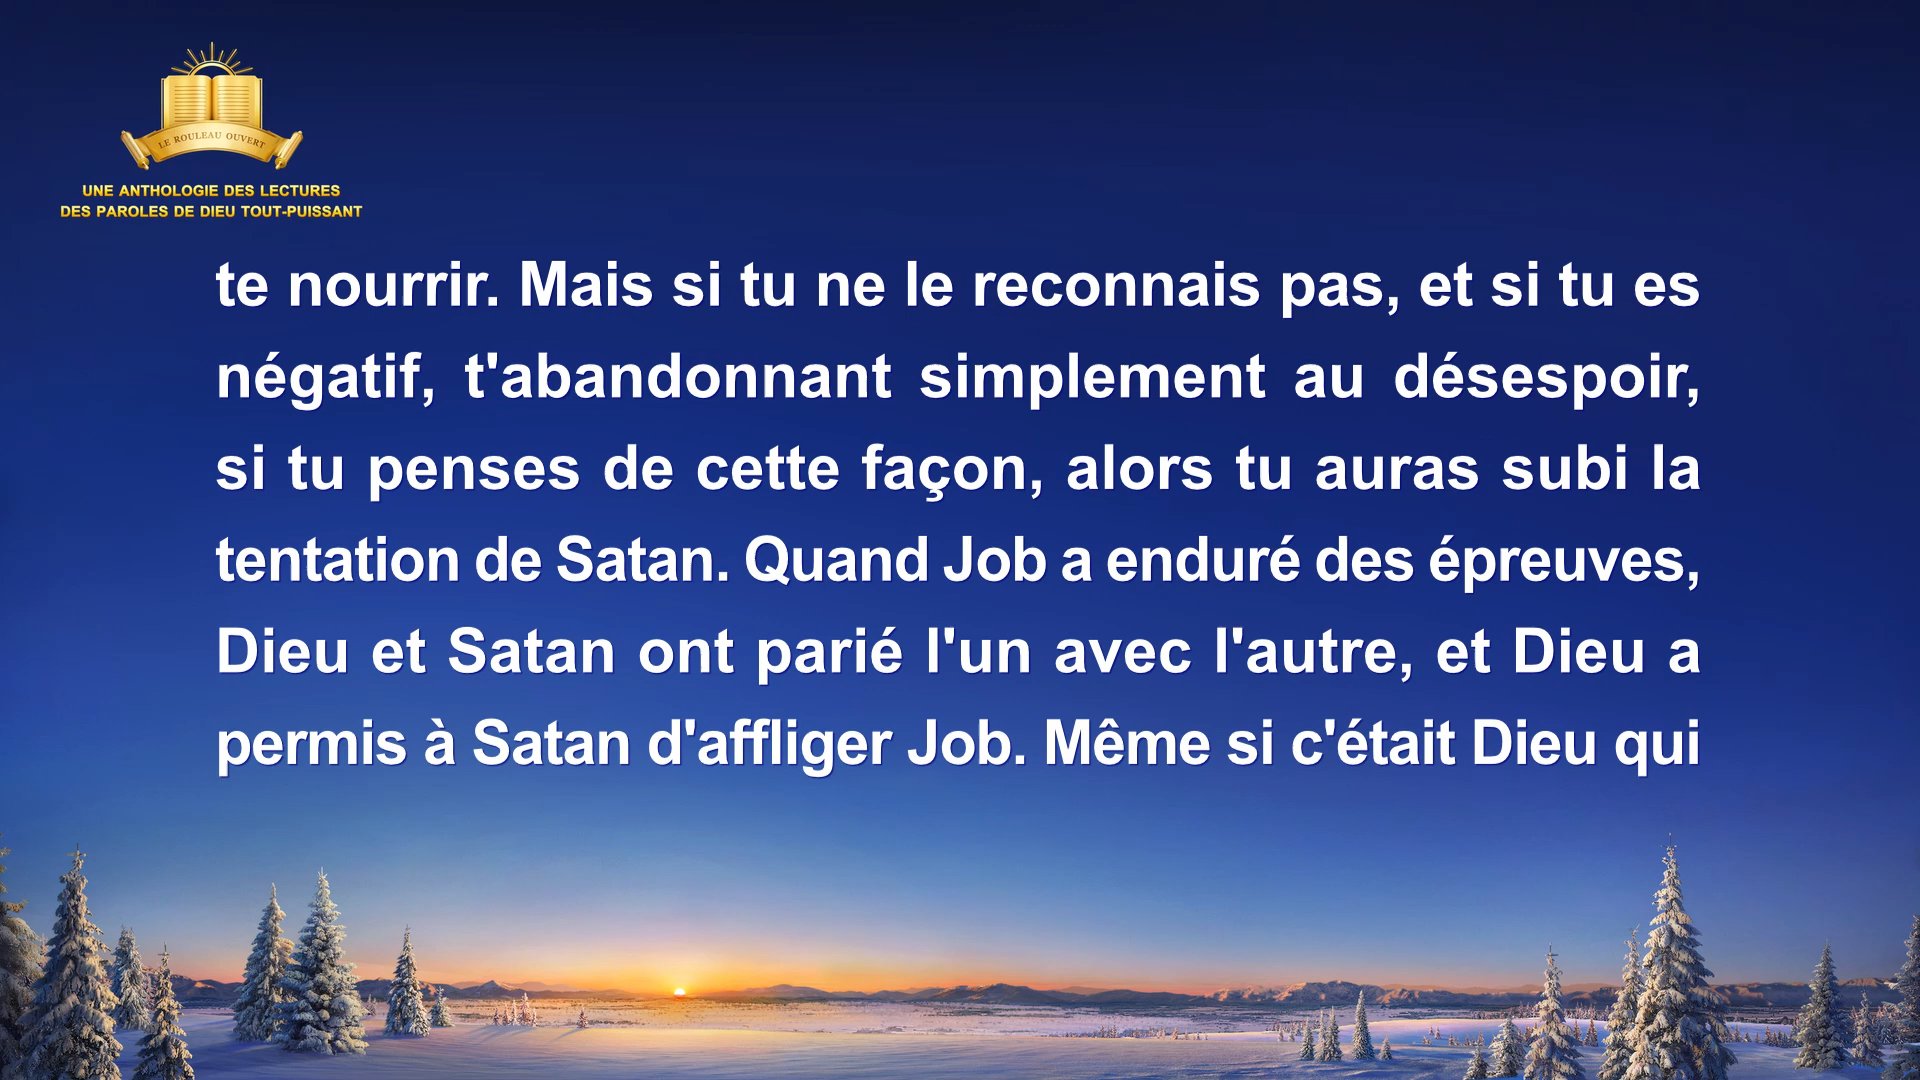 LE ROULEAU OUVERT
UNE ANTHOLOGIE DES LECTURES
DES PAROLES DE DIEU TOUT-PUISSANT
te nourrir. Mais si tu ne le reconnais pas, et si tu es
négatif, t'abandonnant simplement au désespoir,
si tu penses de cette façon, alors tu auras subi la
tentation de Satan. Quand Job a enduré des épreuves,
Dieu et Satan ont parié l'un avec l'autre, et Dieu a
permis à Satan d'affliger Job. Même si c'était Dieu qui